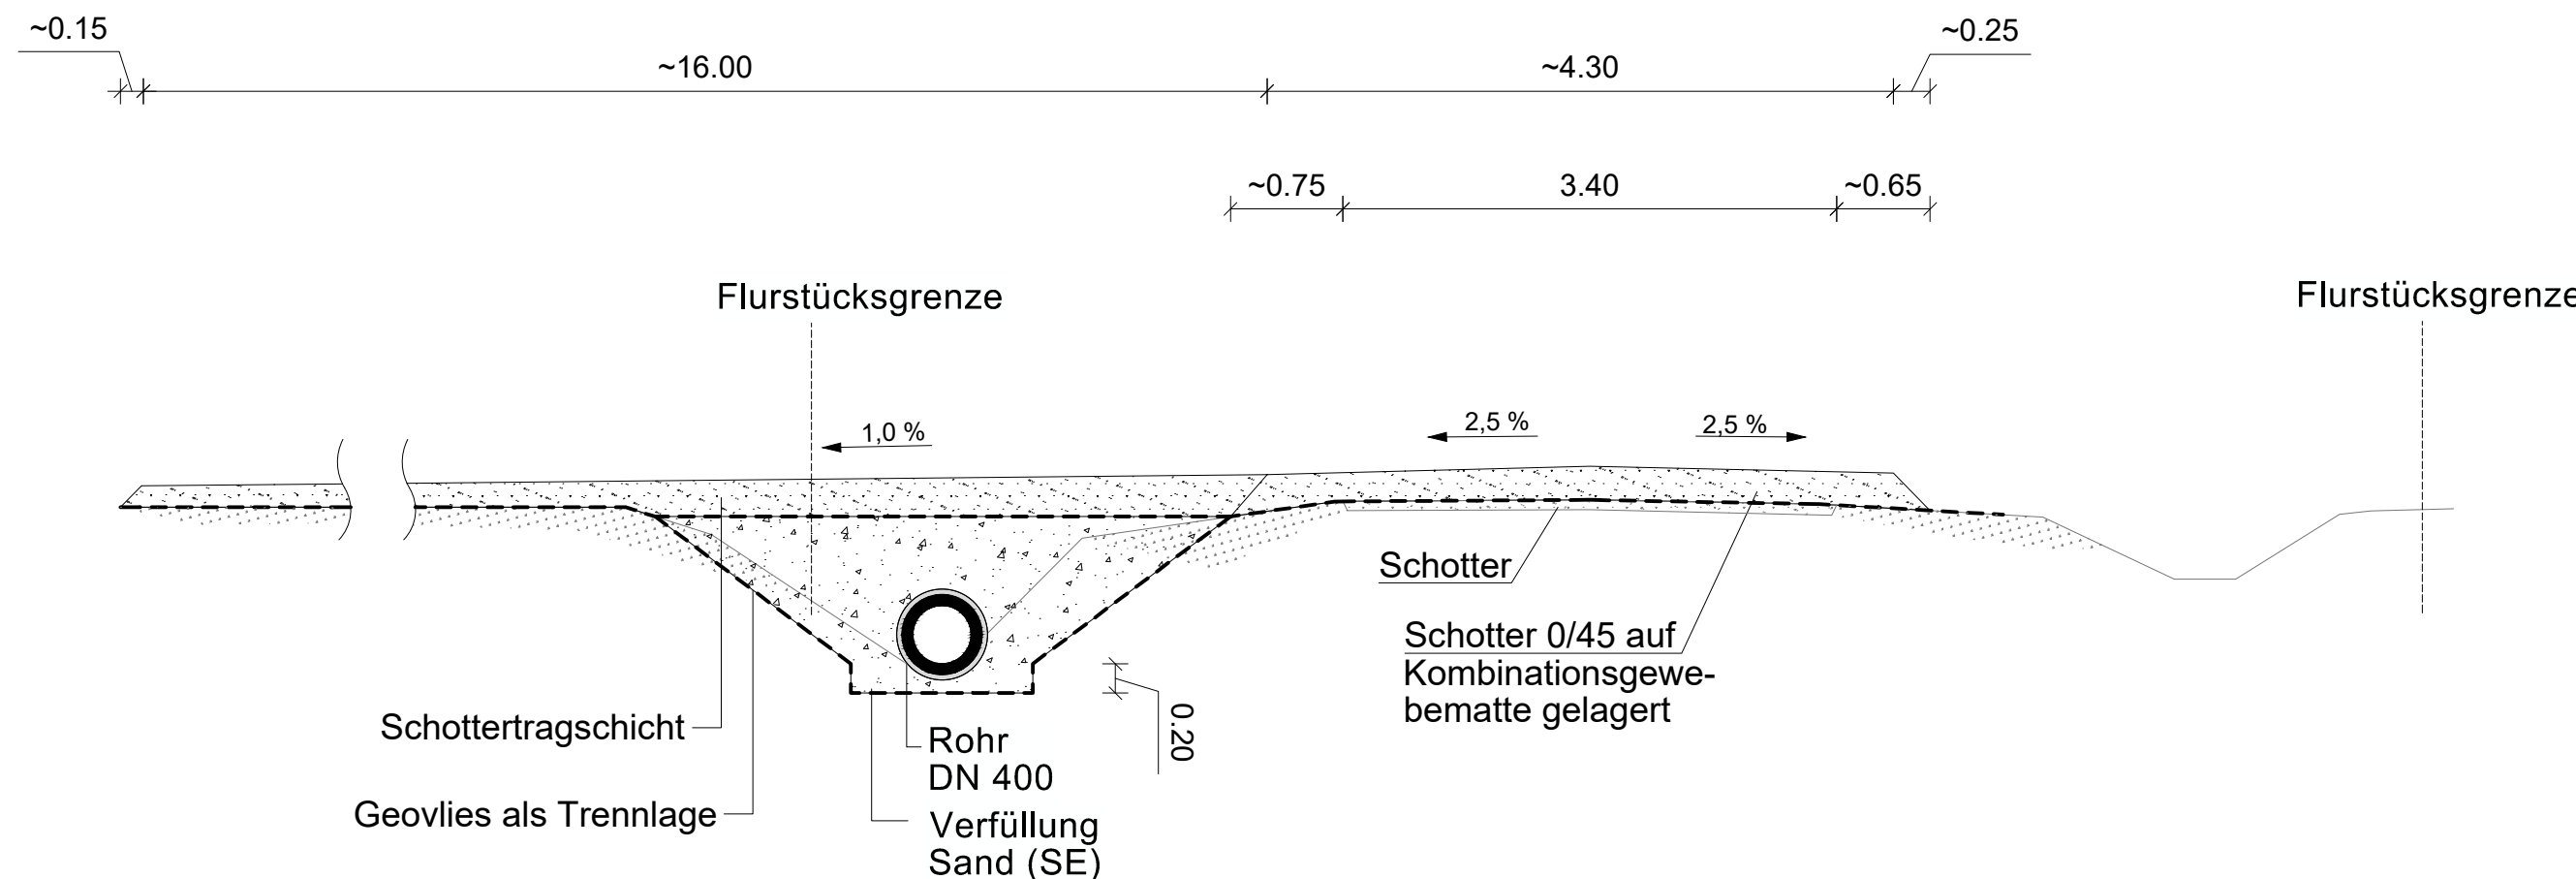 ~0.15
~0.25
~16.00
~4.30
~0.75
3.40
~0.65
Flurstücksgrenze
Flurstücksgrenze
1,0 %
2,5 %
2,5 %
Schotter
Schotter 0/45 auf
Kombinationsgewe-
bematte gelagert
Schottertragschicht
0.20
Rohr
DN 400
Geovlies als Trennlage
Verfüllung
Sand (SE)